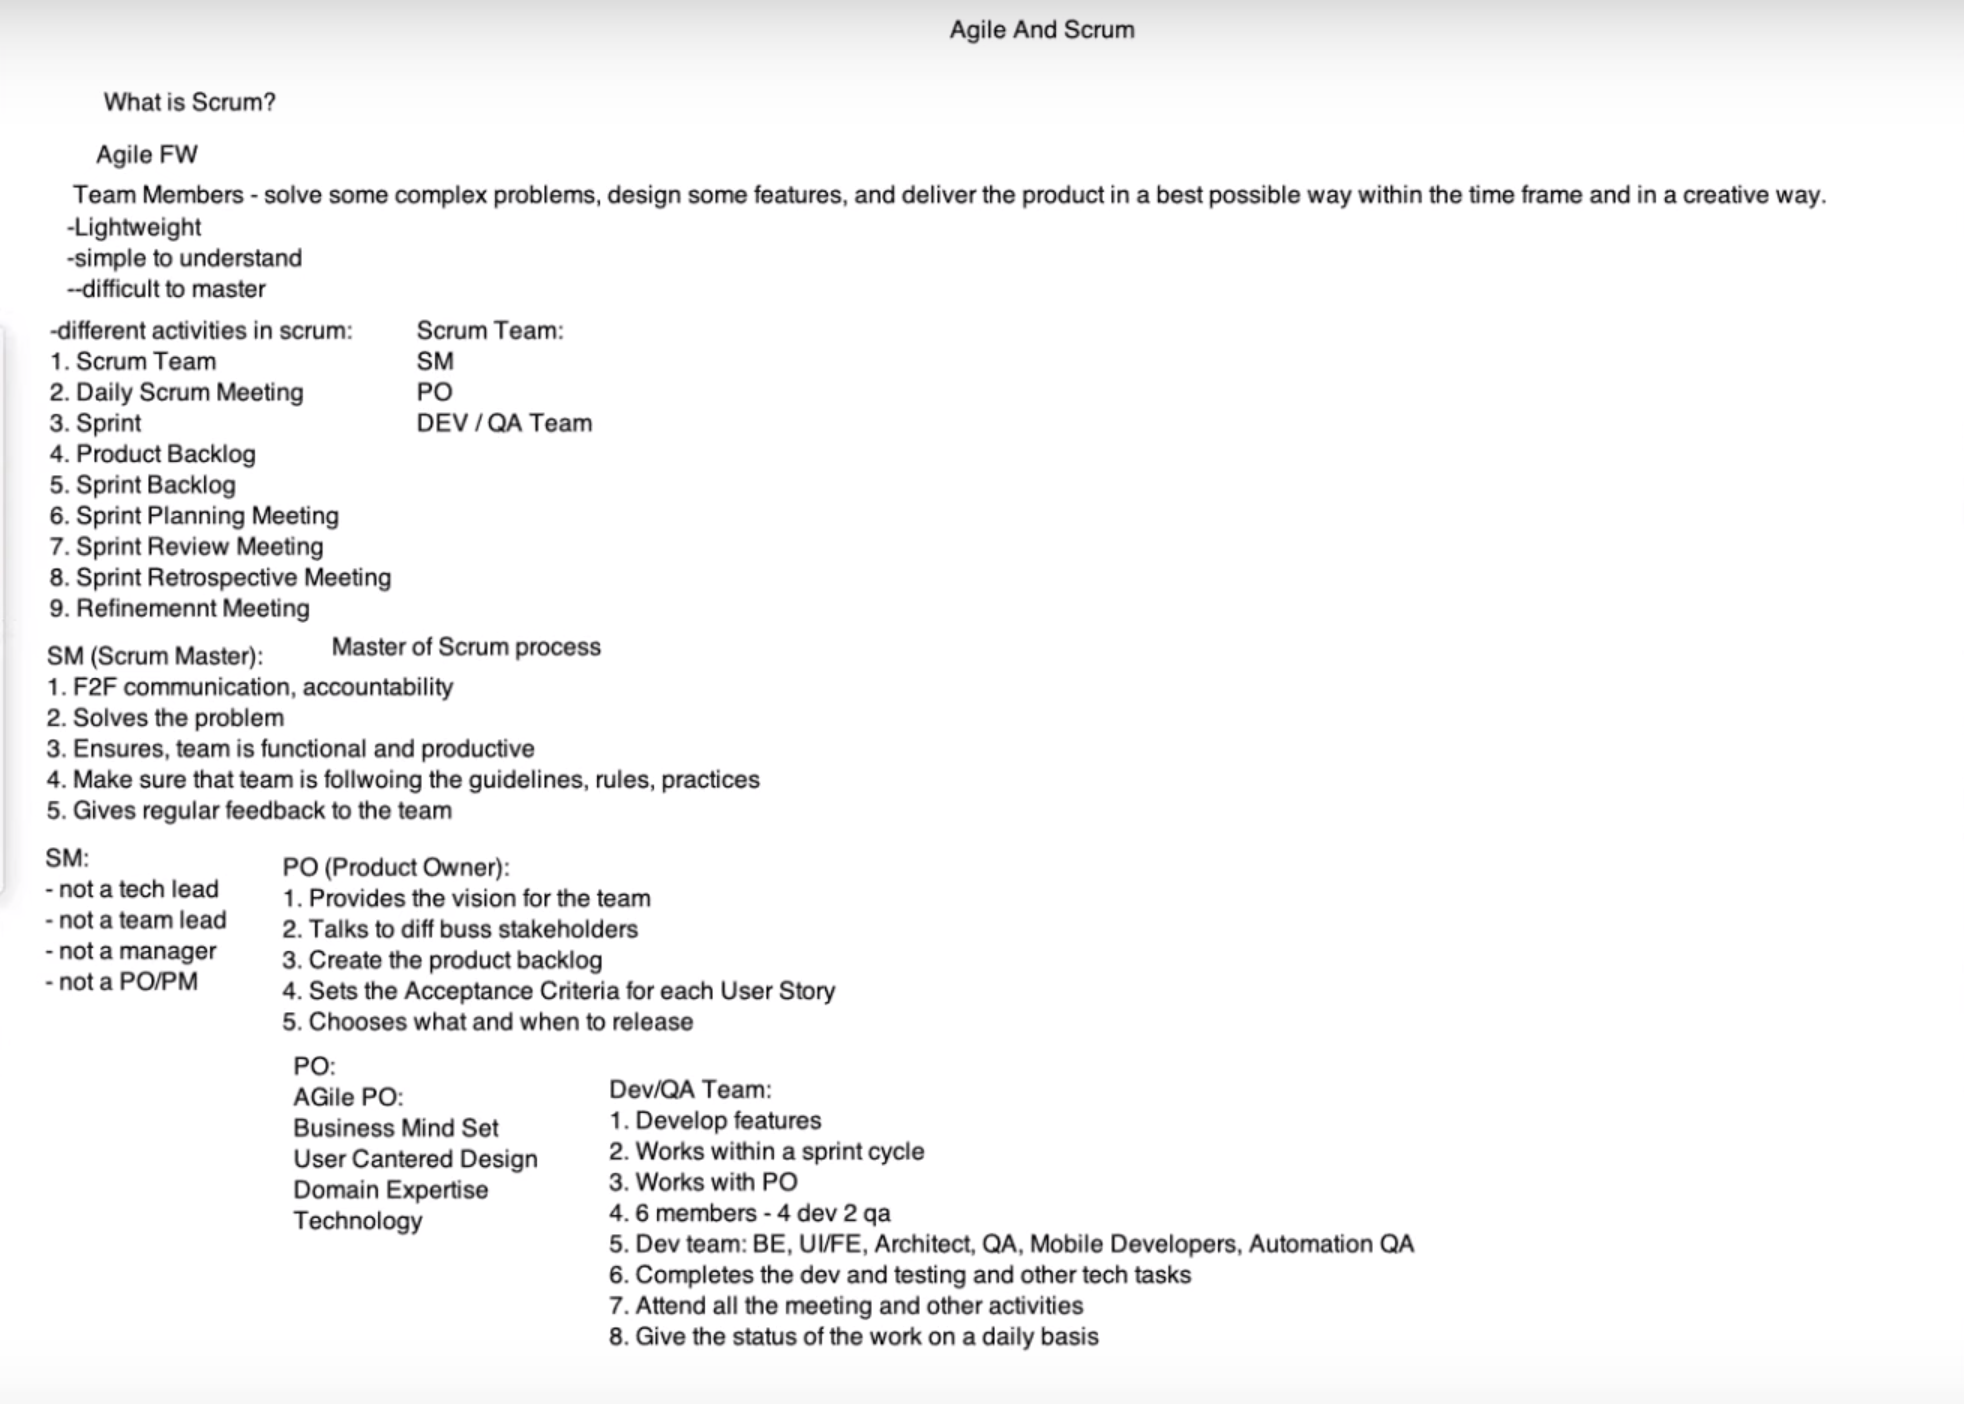 Agile And Scrum
What is Scrum?
Agile FW
Team Members - solve some complex problems, design some features, and deliver the product in a best possible way within the time frame and in a creative way.
-Lightweight
-simple to understand
--difficult to master
-different activities in scrum:
1. Scrum Team
2. Daily Scrum Meeting
3. Sprint
4. Product Backlog
5. Sprint Backlog
6. Sprint Planning Meeting
7. Sprint Review Meeting
8. Sprint Retrospective Meeting
9. Refinemennt Meeting
Scrum Team:
SM
PO
DEV / QA Team
SM (Scrum Master):
Master of Scrum process
1. F2F communication, accountability
2. Solves the problem
3. Ensures, team is functional and productive
4. Make sure that team is follwoing the guidelines, rules, practices
5. Gives regular feedback to the team
SM:
- not a tech lead
- not a team lead
- not a manager
- not a PO/PM
PO (Product Owner):
1. Provides the vision for the team
2. Talks to diff buss stakeholders
3. Create the product backlog
4. Sets the Acceptance Criteria for each User Story
5. Chooses what and when to release
PO:
AGile PO:
Business Mind Set
User Cantered Design
Domain Expertise
Technology
Dev/QA Team:
1. Develop features
2. Works within a sprint cycle
3. Works with PO
4. 6 members - 4 dev 2 qa
5. Dev team: BE, UI/FE, Architect, QA, Mobile Developers, Automation QA
6. Completes the dev and testing and other tech tasks
7. Attend all the meeting and other activities
8. Give the status of the work on a daily basis